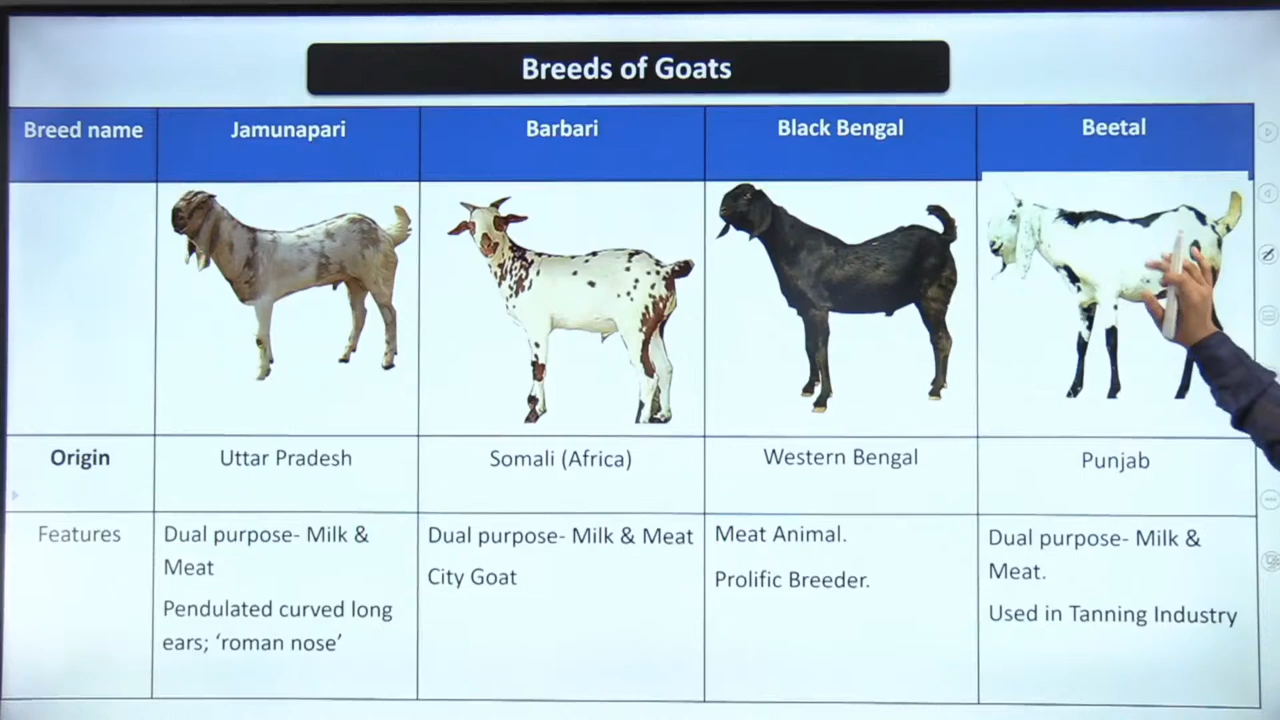 Breeds of Goats
Breed name
Jamunapari
Barbari
Black Bengal
Beetal
Origin
Uttar Pradesh
Somali (Africa)
Western Bengal
Punjab
Features
Dual purpose- Milk &
Meat
Pendulated curved long
ears; ‘roman nose’
Dual purpose- Milk & Meat
City Goat
Meat Animal.
Prolific Breeder.
Dual purpose- Milk &
Meat.
Used in Tanning Industry